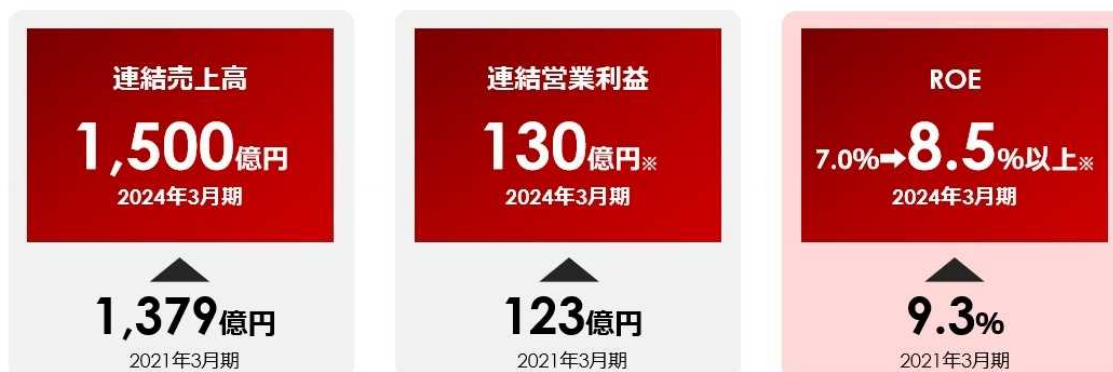 連結売上高
1,500億円
2024年3月期
1,379億円
2021年3月期
連結営業利益
130億円※
2024年3月期
123億円
2021年3月期
ROE
7.0%➡8.5%以上※
2024年3月期
9.3%
2021年3月期